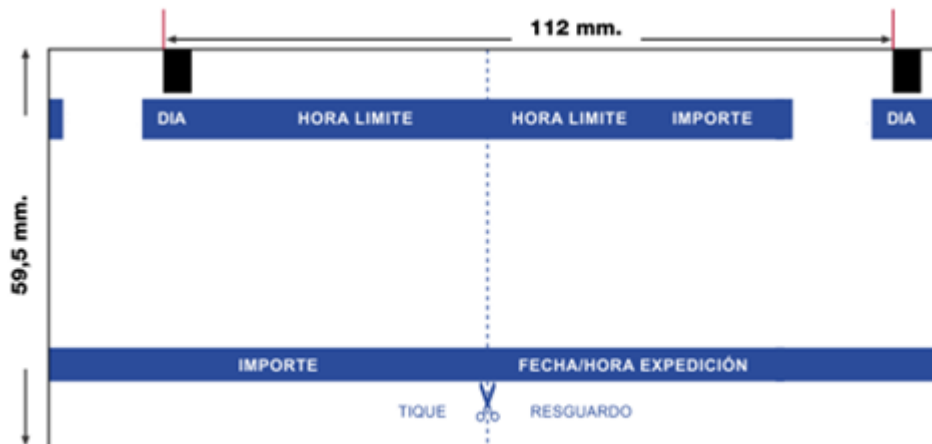 112 mm.
DIA HORA LIMITE HORA LIMITE IMPORTE DIA
59,5 mm.
IMPORTE FECHA/HORA EXPEDICIÓN
TIQUE RESGUARDO